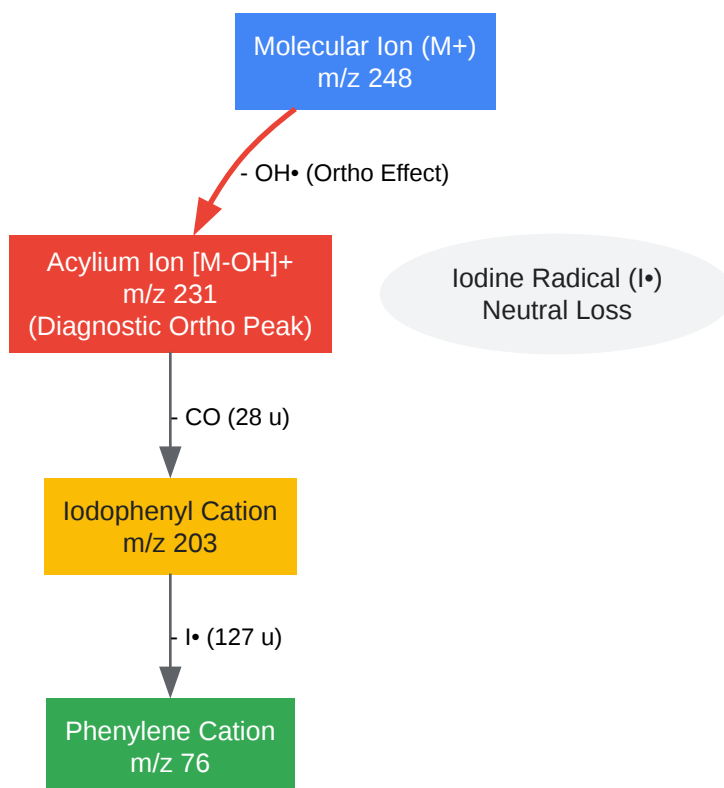 Molecular Ion (M+)
m/z 248
- OH• (Ortho Effect)
Acylium Ion [M-OH]+
m/z 231
(Diagnostic Ortho Peak)
Iodine Radical (I•)
Neutral Loss
- CO (28 u)
Iodophenyl Cation
m/z 203
- I• (127 u)
Phenylene Cation
m/z 76